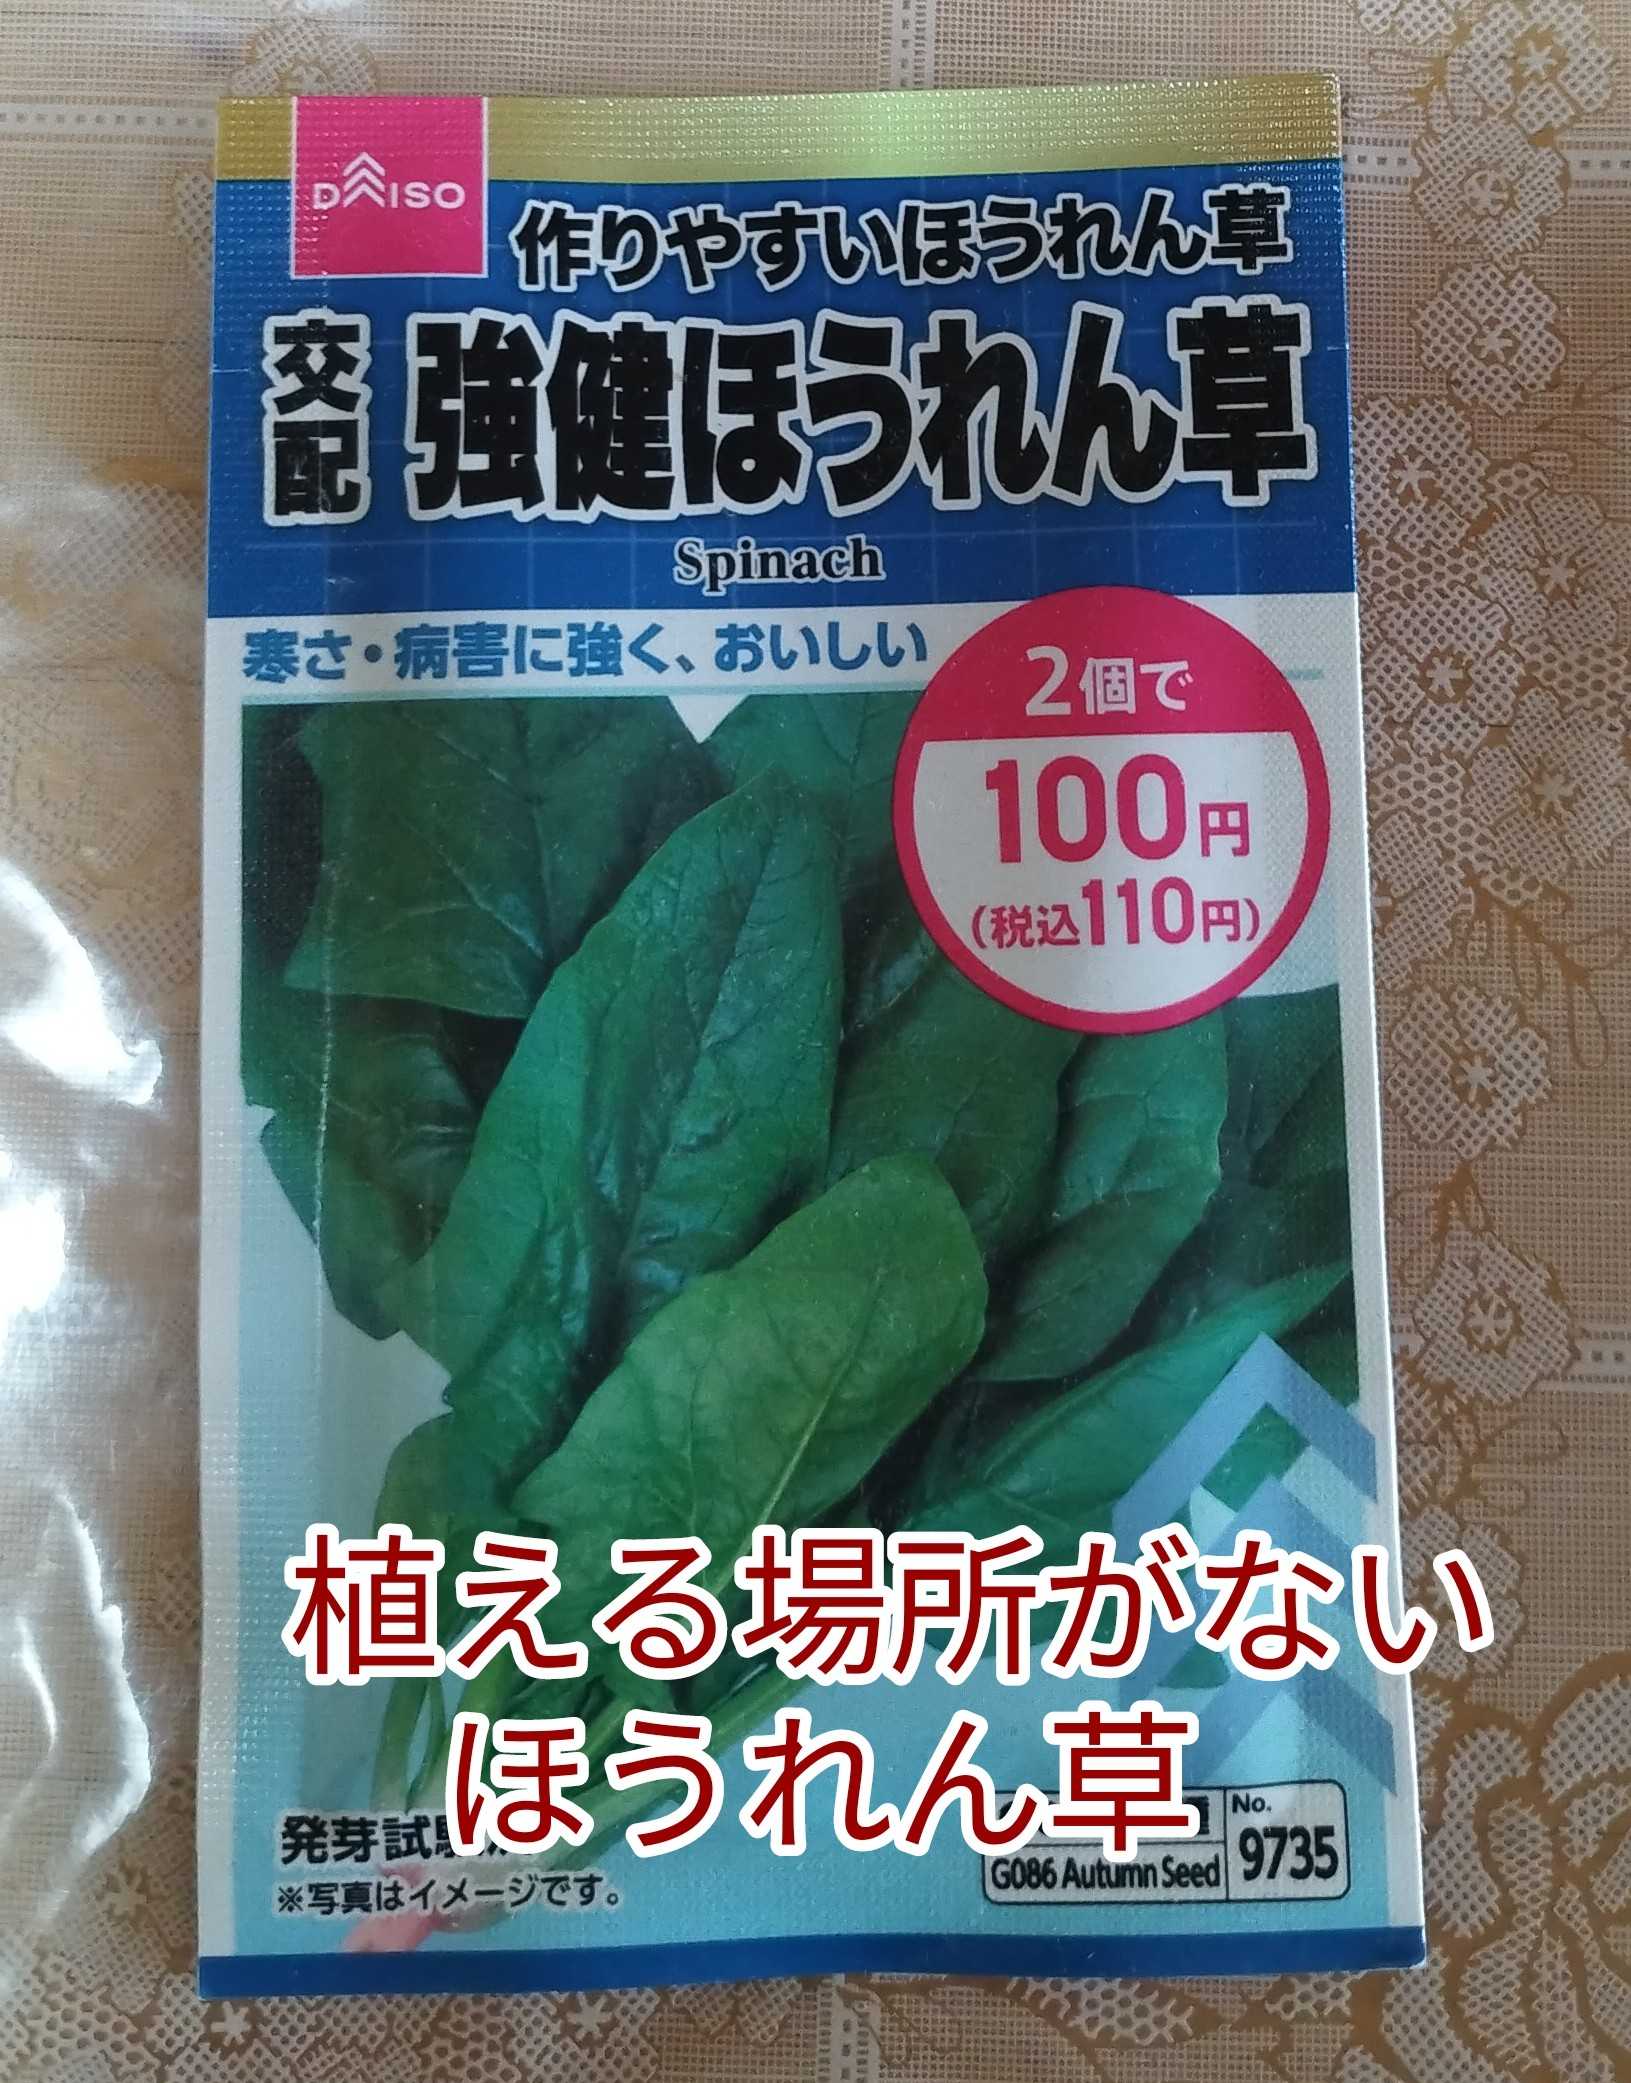 DAISO
作りやすいほうれん草
交配
強健ほうれん草
Spinach
寒さ・病害に強く、おいしい
2個で
100円
(税込110円)
植える場所がない
ほうれん草
発芽試験
※写真はイメージです。
G086 Autumn Seed
No.
9735